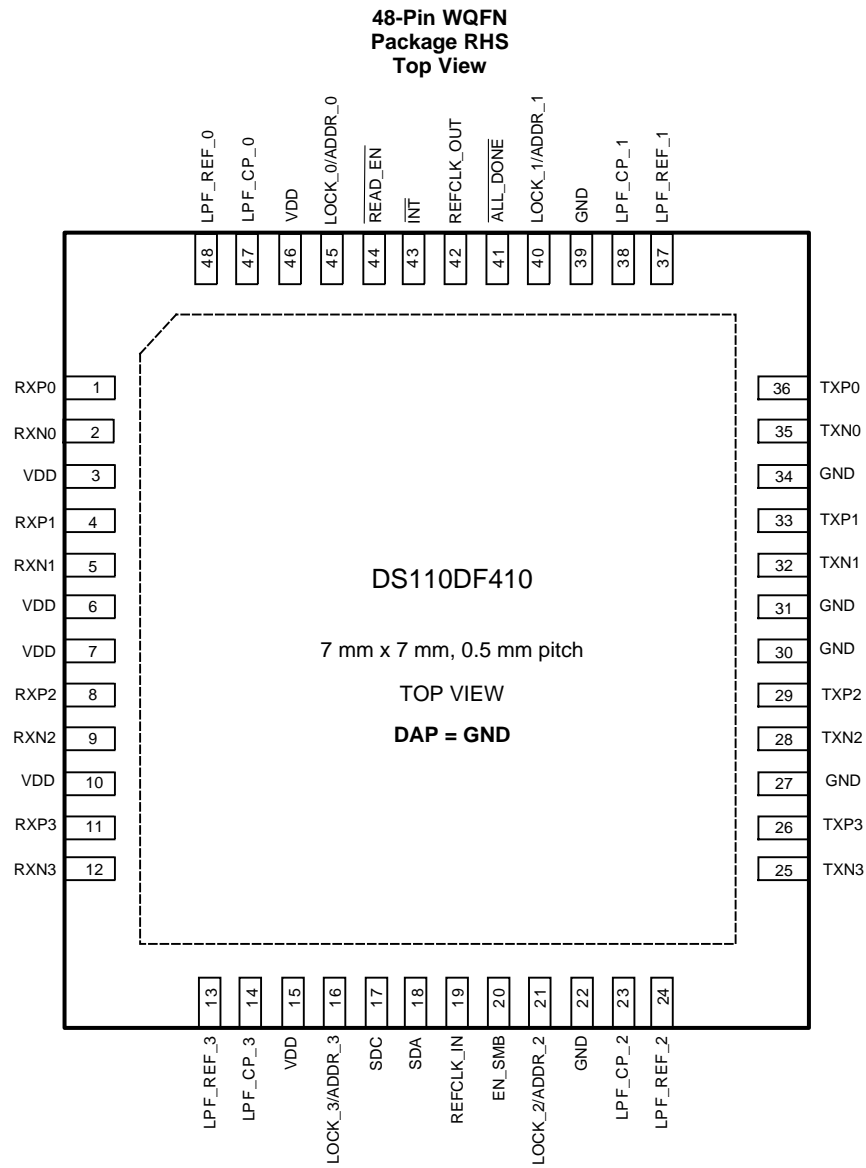 48-Pin WQFN
Package RHS
Top View
LPF_REF_0
LPF_CP_0
VDD
LOCK_0/ADDR_0
READ_EN
INT
REFCLK_OUT
ALL_DONE
LOCK_1/ADDR_1
GND
LPF_CP_1
LPF_REF_1
48
47
46
45
44
43
42
41
40
39
38
37
RXP0 1
RXN0 2
VDD 3
RXP1 4
RXN1 5
VDD 6
VDD 7
RXP2 8
RXN2 9
VDD 10
RXP3 11
RXN3 12
DS110DF410
7 mm x 7 mm, 0.5 mm pitch
TOP VIEW
DAP = GND
36 TXP0
35 TXN0
34 GND
33 TXP1
32 TXN1
31 GND
30 GND
29 TXP2
28 TXN2
27 GND
26 TXP3
25 TXN3
13
14
15
16
17
18
19
20
21
22
23
24
LPF_REF_3
LPF_CP_3
VDD
LOCK_3/ADDR_3
SDC
SDA
REFCLK_IN
EN_SMB
LOCK_2/ADDR_2
GND
LPF_CP_2
LPF_REF_2